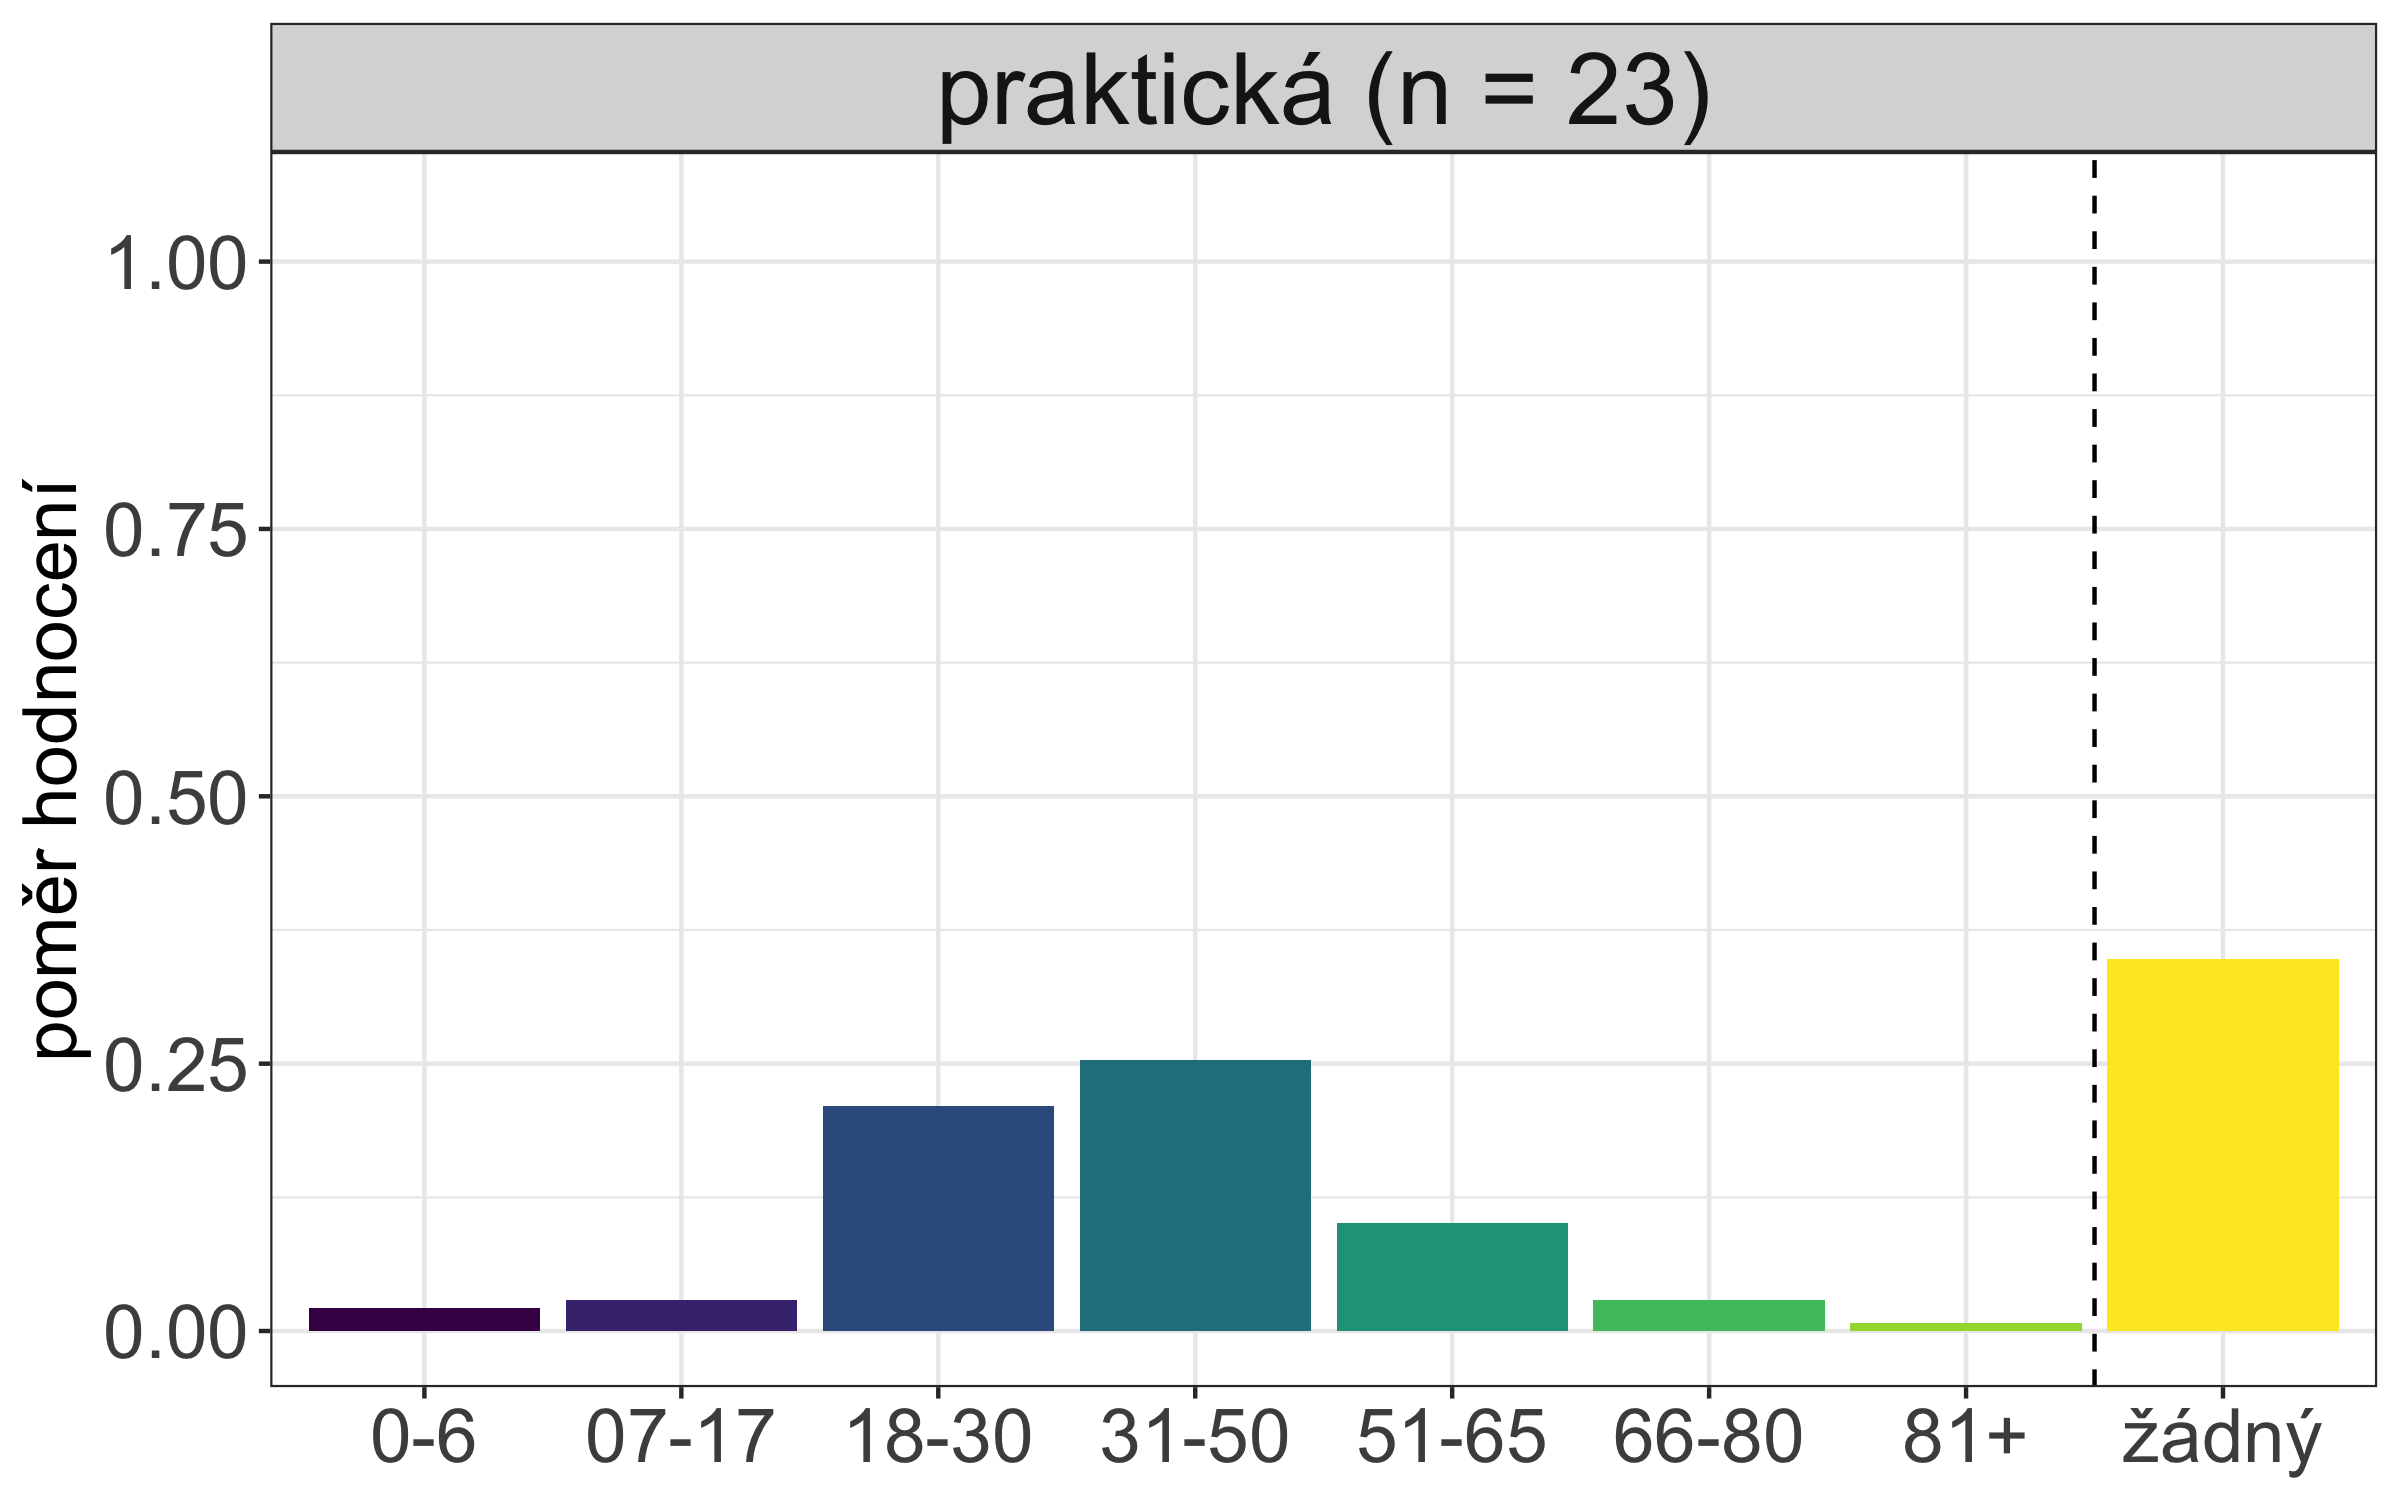 praktická (n = 23)
poměr hodnocení
1.00
0.75
0.50
0.25
0.00
0-6 07-17 18-30 31-50 51-65 66-80 81+ žádný